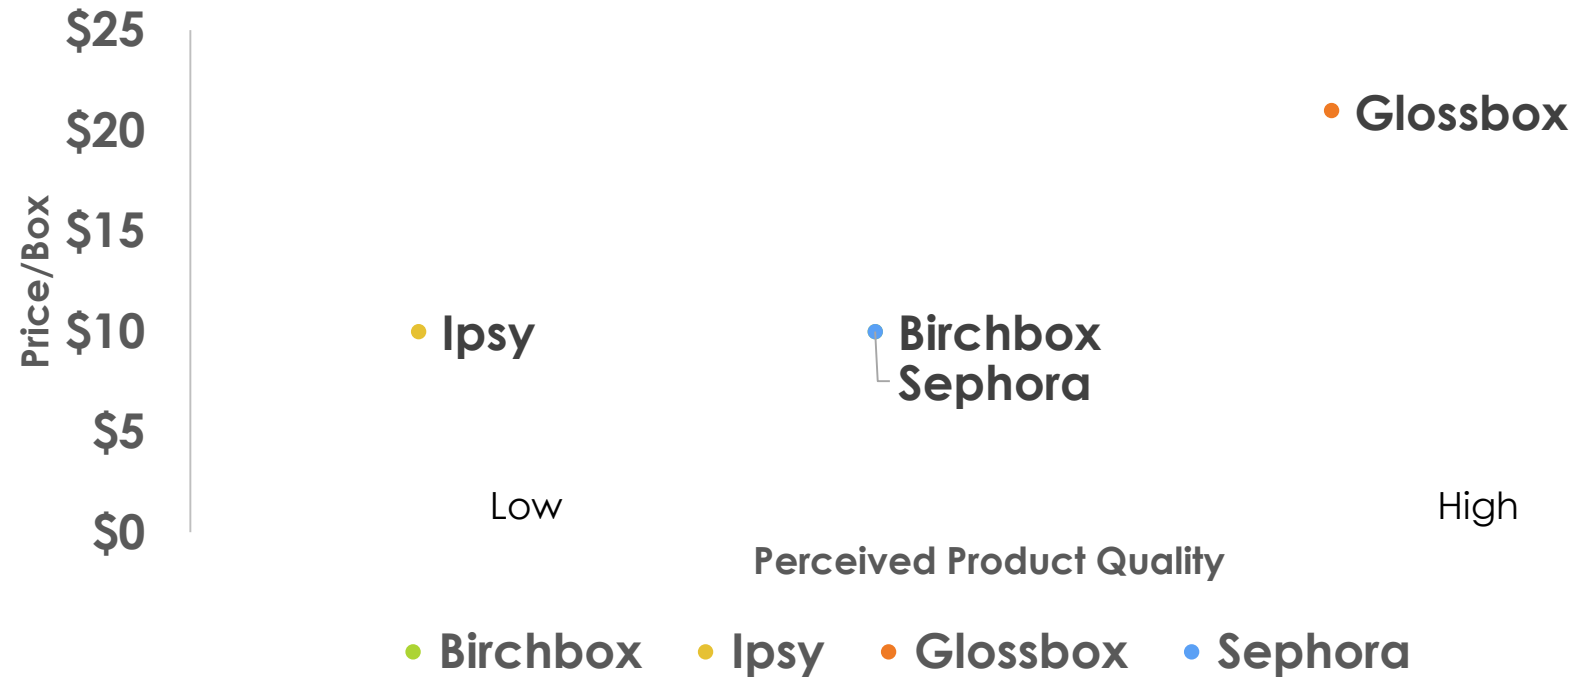 $25
Glossbox
$20
$15
Price/Box
$10
Ipsy
Birchbox
Sephora
$5
Low
High
$0
Perceived Product Quality
Birchbox Ipsy Glossbox Sephora